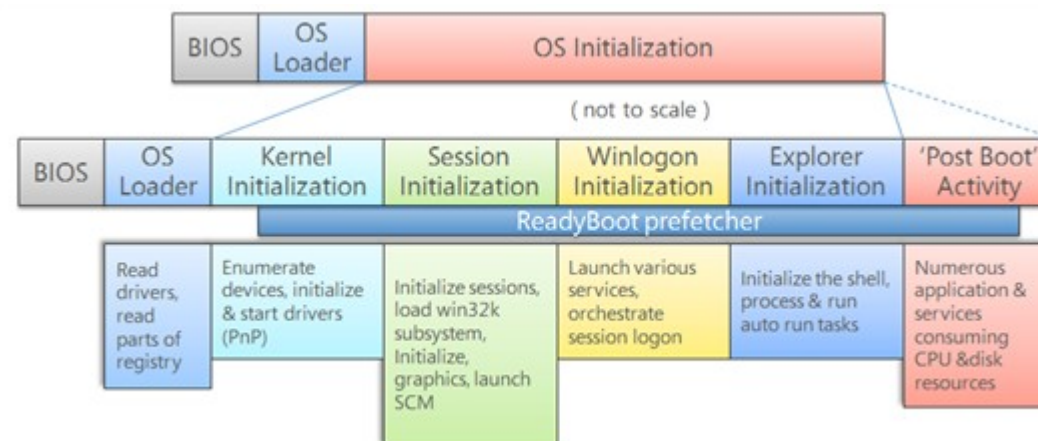 BIOS
OS
Loader
OS Initialization
( not to scale )
BIOS
OS
Loader
Kernel
Initialization
Session
Initialization
Winlogon
Initialization
Explorer
Initialization
‘Post Boot’
Activity
ReadyBoot prefetcher
Read
drivers,
read
parts of
registry
Enumerate
devices, initialize
& start drivers
(PnP)
Initialize sessions,
load win32k
subsystem,
Initialize,
graphics, launch
SCM
Launch various
services,
orchestrate
session logon
Initialize the shell,
process & run
auto run tasks
Numerous
application &
services
consuming
CPU &disk
resources